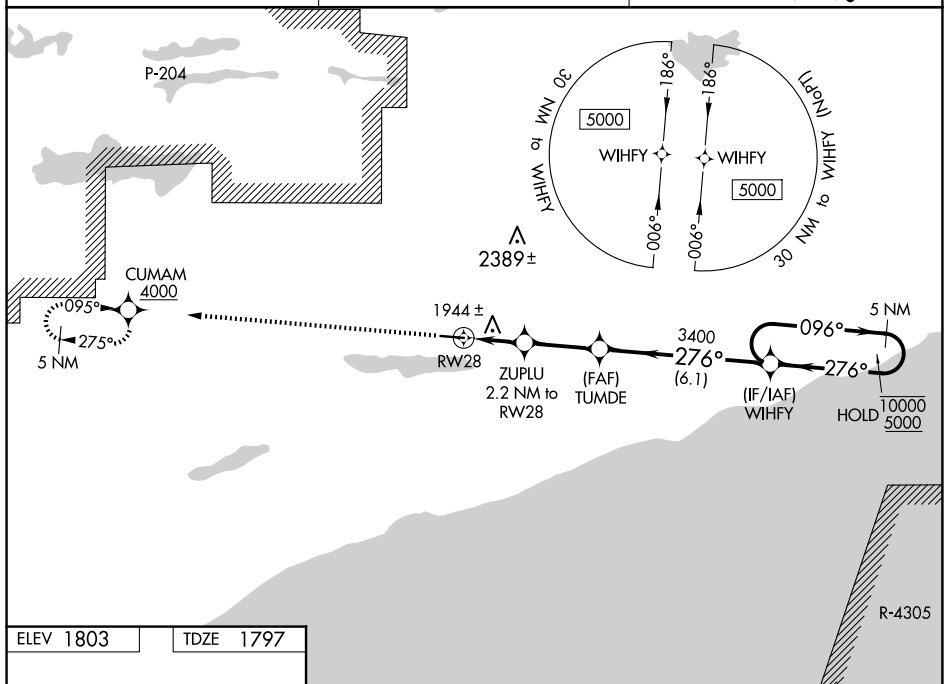 P-204
30 NM to WIHFY
186°
186°
30 NM to WIHFY (NoPT)
5000
WIHFY
WIHFY
5000
006°
006°
2389±
CUMAM
4000
095°
275°
5 NM
1944 ±
RW28
ZUPLU
2.2 NM to
RW28
(FAF)
TUMDE
3400
276°
(6.1)
(IF/IAF)
WIHFY
5 NM
096°
276°
HOLD
10000
5000
R-4305
ELEV 1803
TDZE 1797